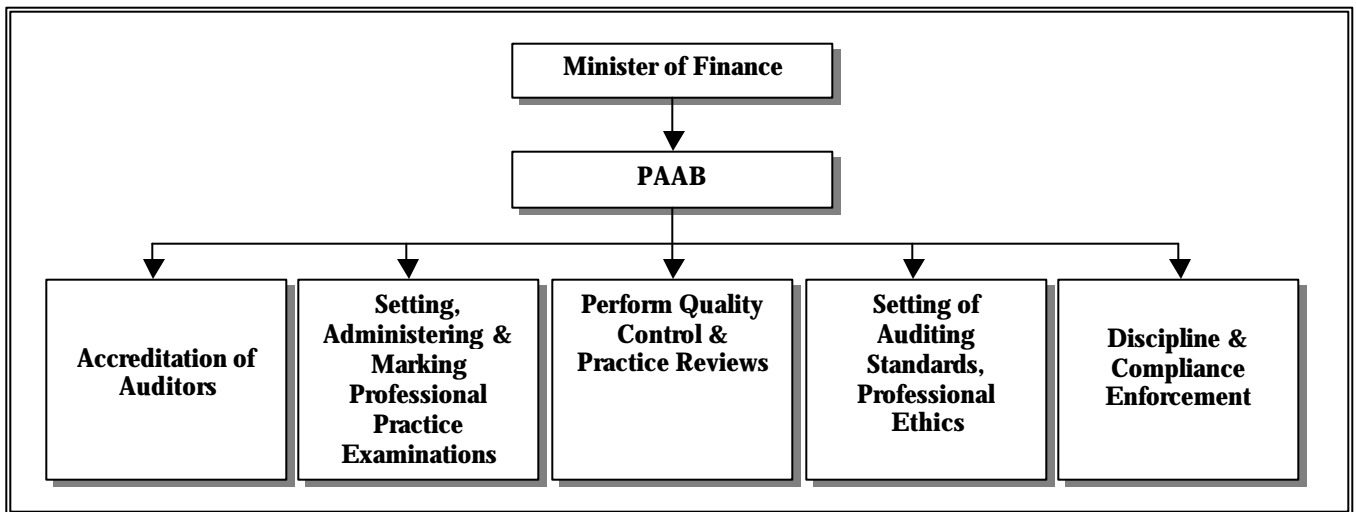 Minister of Finance
PAAB
Accreditation of
Auditors
Setting,
Administering &
Marking
Professional
Practice
Examinations
Perform Quality
Control &
Practice Reviews
Setting of
Auditing
Standards,
Professional
Ethics
Discipline &
Compliance
Enforcement